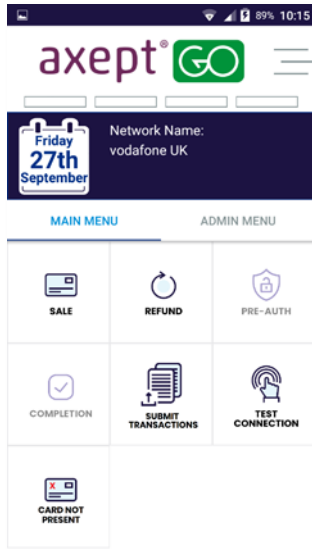 89% 10:15
axept® GO
Friday
27th
September
Network Name:
vodafone UK
MAIN MENU ADMIN MENU
SALE REFUND PRE-AUTH
COMPLETION SUBMIT
TRANSACTIONS TEST
CONNECTION
CARD NOT
PRESENT